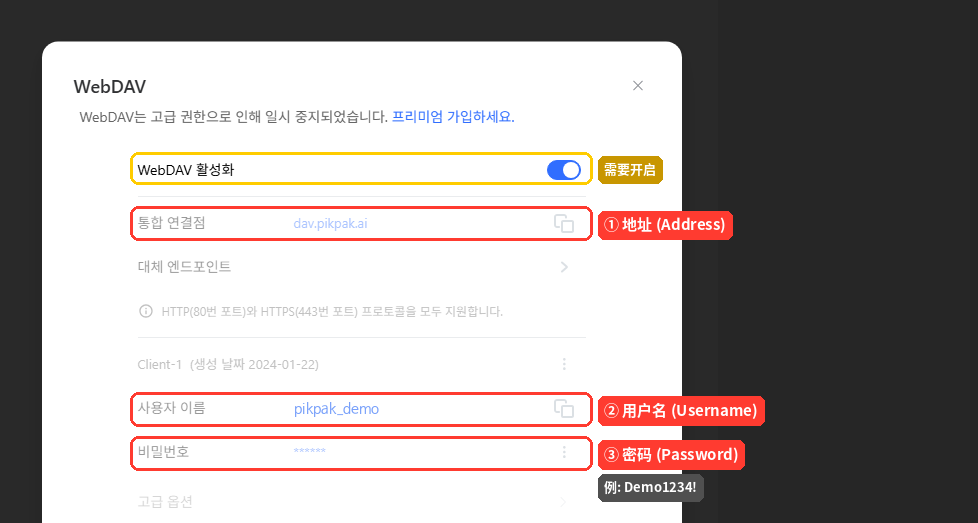 WebDAV
WebDAV는 고급 권한으로 인해 일시 중지되었습니다. 프리미엄 가입하세요.
WebDAV 활성화
需要开启
통합 연결점 dav.pikpak.ai
① 地址 (Address)
대체 엔드포인트
HTTP(80번 포트)와 HTTPS(443번 포트) 프로토콜을 모두 지원합니다.
Client-1 (생성 날짜 2024-01-22)
사용자 이름 pikpak_demo
② 用户名 (Username)
비밀번호 ******
③ 密码 (Password)
例: Demo1234!
고급 옵션